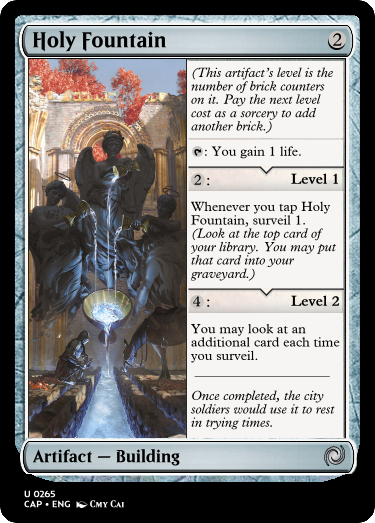 Holy Fountain 2
(This artifact's level is the
number of brick counters
on it. Pay the next level
cost as a sorcery to add
another brick.)
: You gain 1 life.
2 : Level 1
Whenever you tap Holy
Fountain, surveil 1.
(Look at the top card of
your library. You may put
that card into your
graveyard.)
4 : Level 2
You may look at an
additional card each time
you surveil.
Once completed, the city
soldiers would use it to rest
in trying times.
Artifact — Building
U 0265
CAP • ENG Cmy Cai